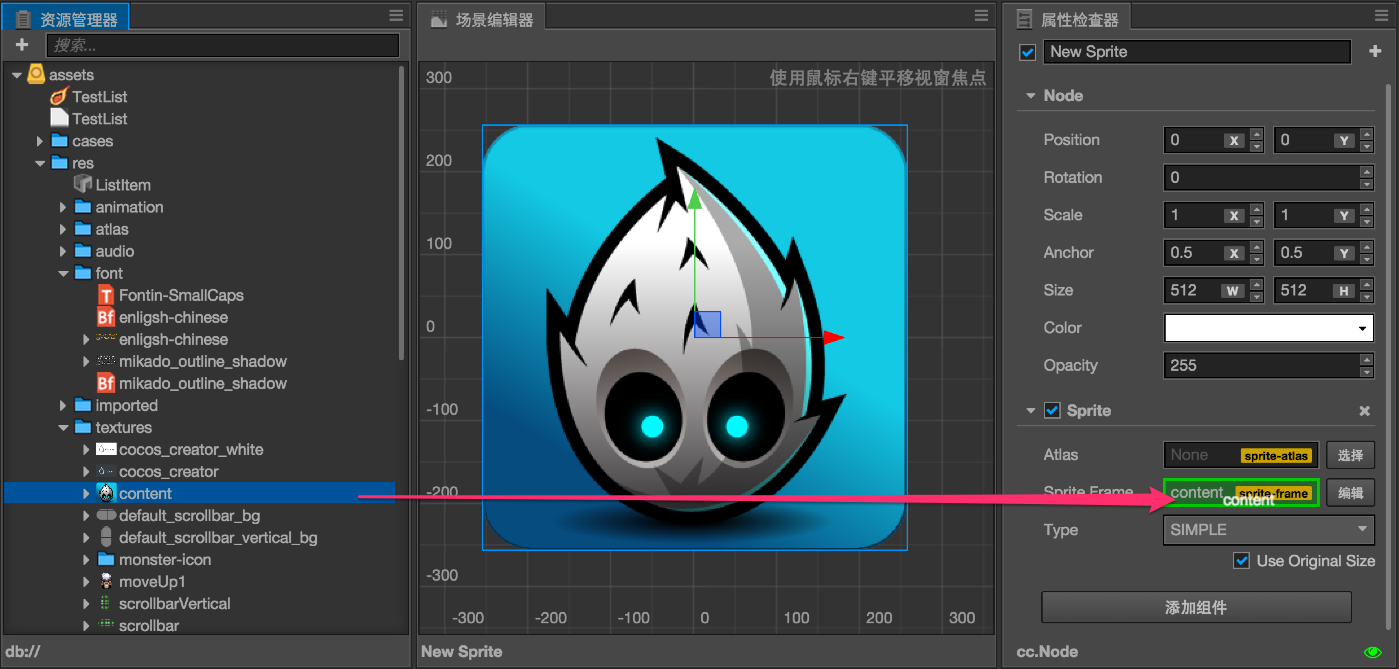 资源管理器
搜索...
assets
TestList
TestList
cases
res
ListItem
animation
atlas
audio
font
T Fontin-SmallCaps
Bf enligsh-chinese
enligsh-chinese
mikado_outline_shadow
Bf mikado_outline_shadow
imported
textures
cocos_creator_white
cocos_creator
content
default_scrollbar_bg
default_scrollbar_vertical_bg
monster-icon
moveUp1
scrollbarVertical
scrollbar
db://
场景编辑器
使用鼠标右键平移视窗焦点
300
200
100
0
-100
-200
-300
-300 -200 -100 0 100 200 300
New Sprite
属性检查器
New Sprite
Node
Position 0 X 0 Y
Rotation 0
Scale 1 X 1 Y
Anchor 0.5 X 0.5 Y
Size 512 W 512 H
Color
Opacity 255
Sprite
Atlas None sprite-atlas 选择
Sprite Frame content sprite-frame 编辑
content
Type SIMPLE
Use Original Size
添加组件
cc.Node